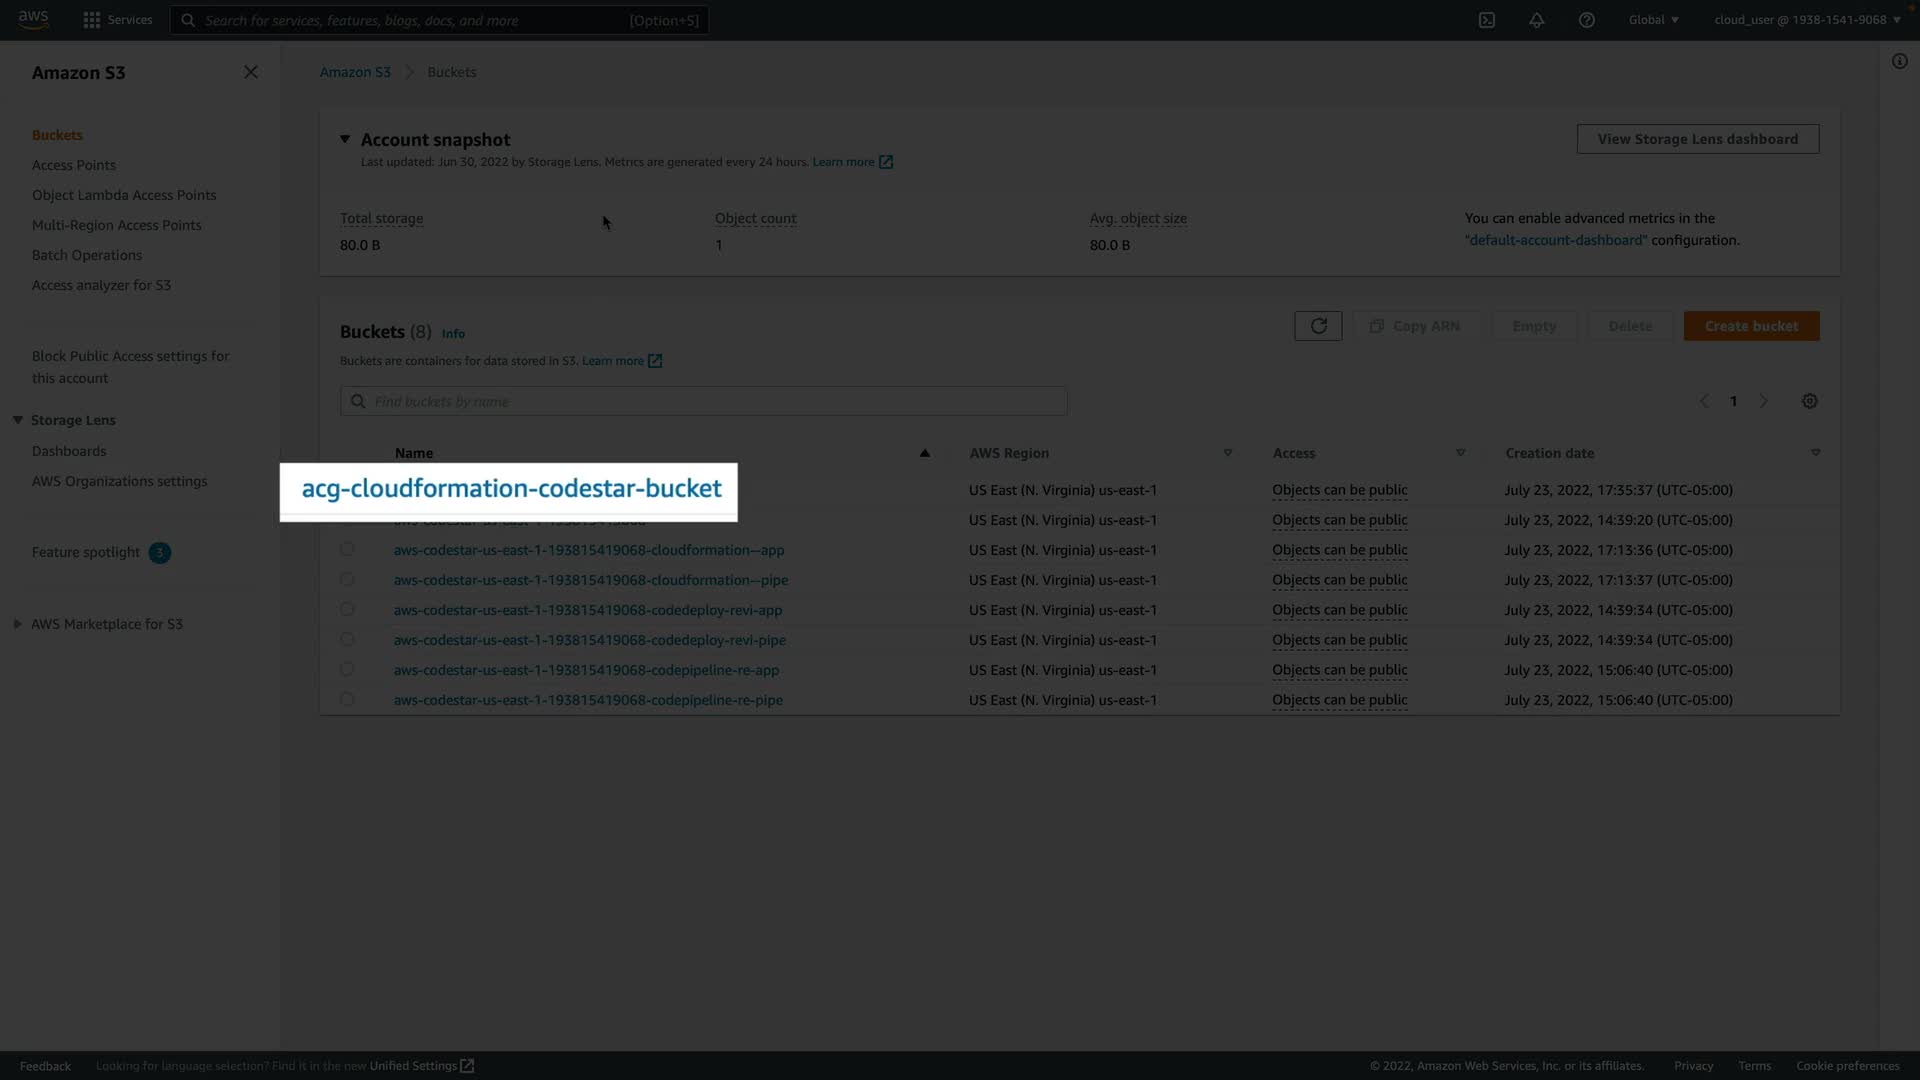 aws
Services
Search for services, features, blogs, docs, and more
[Option+S]
Global
cloud_user @ 1938-1541-9068
Amazon S3
Buckets
Access Points
Object Lambda Access Points
Multi-Region Access Points
Batch Operations
Access analyzer for S3
Block Public Access settings for
this account
Storage Lens
Dashboards
AWS Organizations settings
Feature spotlight 3
AWS Marketplace for S3
Amazon S3 > Buckets
Account snapshot
Last updated: Jun 30, 2022 by Storage Lens. Metrics are generated every 24 hours. Learn more
View Storage Lens dashboard
Total storage
80.0 B
Object count
1
Avg. object size
80.0 B
You can enable advanced metrics in the
"default-account-dashboard" configuration.
Buckets (8) Info
Buckets are containers for data stored in S3. Learn more
Copy ARN
Empty
Delete
Create bucket
Find buckets by name
1
Name AWS Region Access Creation date
acg-cloudformation-codestar-bucket US East (N. Virginia) us-east-1 Objects can be public July 23, 2022, 17:35:37 (UTC-05:00)
US East (N. Virginia) us-east-1 Objects can be public July 23, 2022, 14:39:20 (UTC-05:00)
aws-codestar-us-east-1-193815419068-cloudformation--app US East (N. Virginia) us-east-1 Objects can be public July 23, 2022, 17:13:36 (UTC-05:00)
aws-codestar-us-east-1-193815419068-cloudformation--pipe US East (N. Virginia) us-east-1 Objects can be public July 23, 2022, 17:13:37 (UTC-05:00)
aws-codestar-us-east-1-193815419068-codedeploy-revi-app US East (N. Virginia) us-east-1 Objects can be public July 23, 2022, 14:39:34 (UTC-05:00)
aws-codestar-us-east-1-193815419068-codedeploy-revi-pipe US East (N. Virginia) us-east-1 Objects can be public July 23, 2022, 14:39:34 (UTC-05:00)
aws-codestar-us-east-1-193815419068-codepipeline-re-app US East (N. Virginia) us-east-1 Objects can be public July 23, 2022, 15:06:40 (UTC-05:00)
aws-codestar-us-east-1-193815419068-codepipeline-re-pipe US East (N. Virginia) us-east-1 Objects can be public July 23, 2022, 15:06:40 (UTC-05:00)
Feedback
Looking for language selection? Find it in the new Unified Settings
© 2022, Amazon Web Services, Inc. or its affiliates.
Privacy
Terms
Cookie preferences